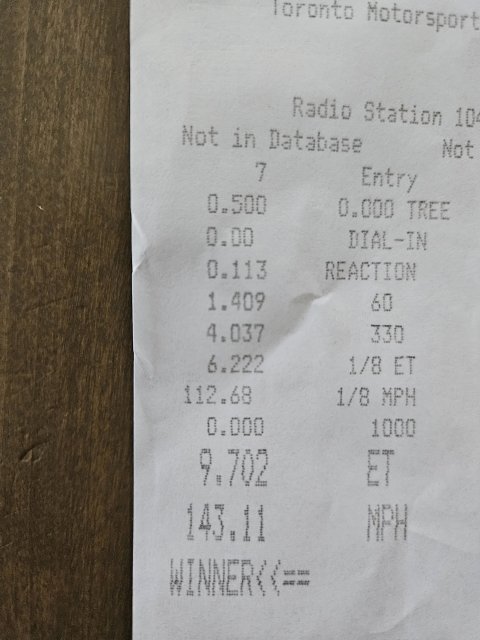 Toronto Motorsport
Radio Station 104
Not in Database Not
7 Entry
0.500 0.000 TREE
0.00 DIAL-IN
0.113 REACTION
1.409 60
4.037 330
6.222 1/8 ET
112.68 1/8 MPH
0.000 1000
9.702 ET
143.11 MPH
WINNER<<==